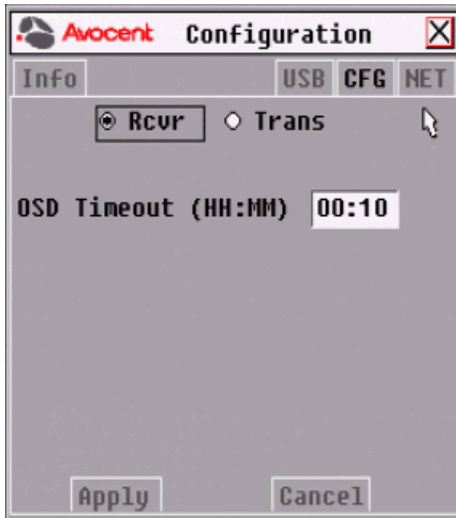 Avocent Configuration
Info USB CFG NET
Rcvr Trans
OSD Timeout (HH:MM) 00:10
Apply Cancel